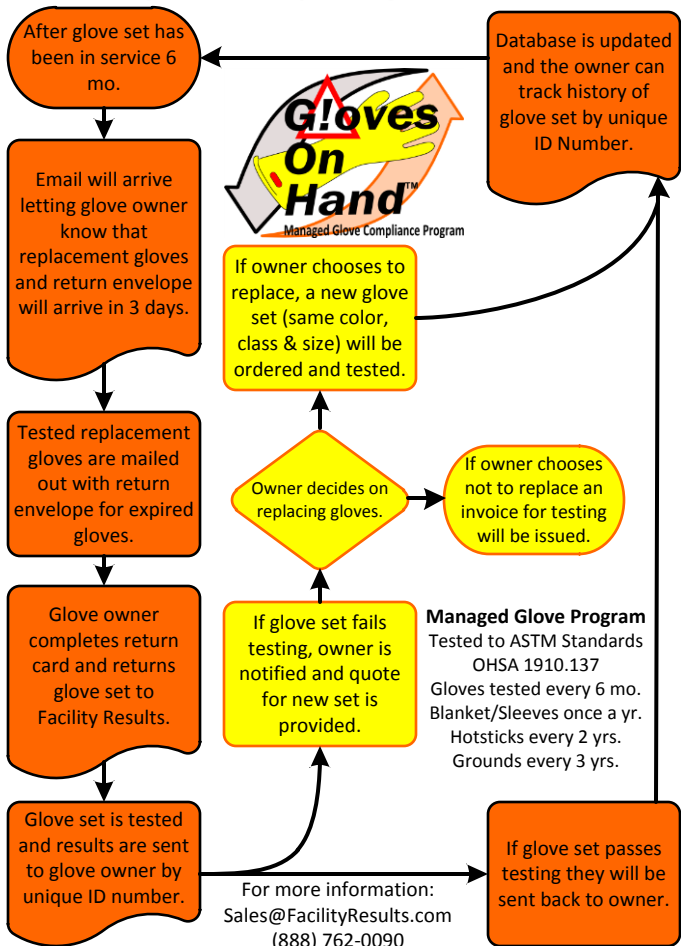 After glove set has
been in service 6
mo.
Email will arrive
letting glove owner
know that
replacement gloves
and return envelope
will arrive in 3 days.
Tested replacement
gloves are mailed
out with return
envelope for expired
gloves.
Glove owner
completes return
card and returns
glove set to
Facility Results.
Glove set is tested
and results are sent
to glove owner by
unique ID number.
G!oves
On
Hand™
Managed Glove Compliance Program
If owner chooses to
replace, a new glove
set (same color,
class & size) will be
ordered and tested.
Owner decides on
replacing gloves.
If owner chooses
not to replace an
invoice for testing
will be issued.
If glove set fails
testing, owner is
notified and quote
for new set is
provided.
Managed Glove Program
Tested to ASTM Standards
OHSA 1910.137
Gloves tested every 6 mo.
Blanket/Sleeves once a yr.
Hotsticks every 2 yrs.
Grounds every 3 yrs.
Database is updated
and the owner can
track history of
glove set by unique
ID Number.
If glove set passes
testing they will be
sent back to owner.
For more information:
Sales@FacilityResults.com
(888) 762-0090